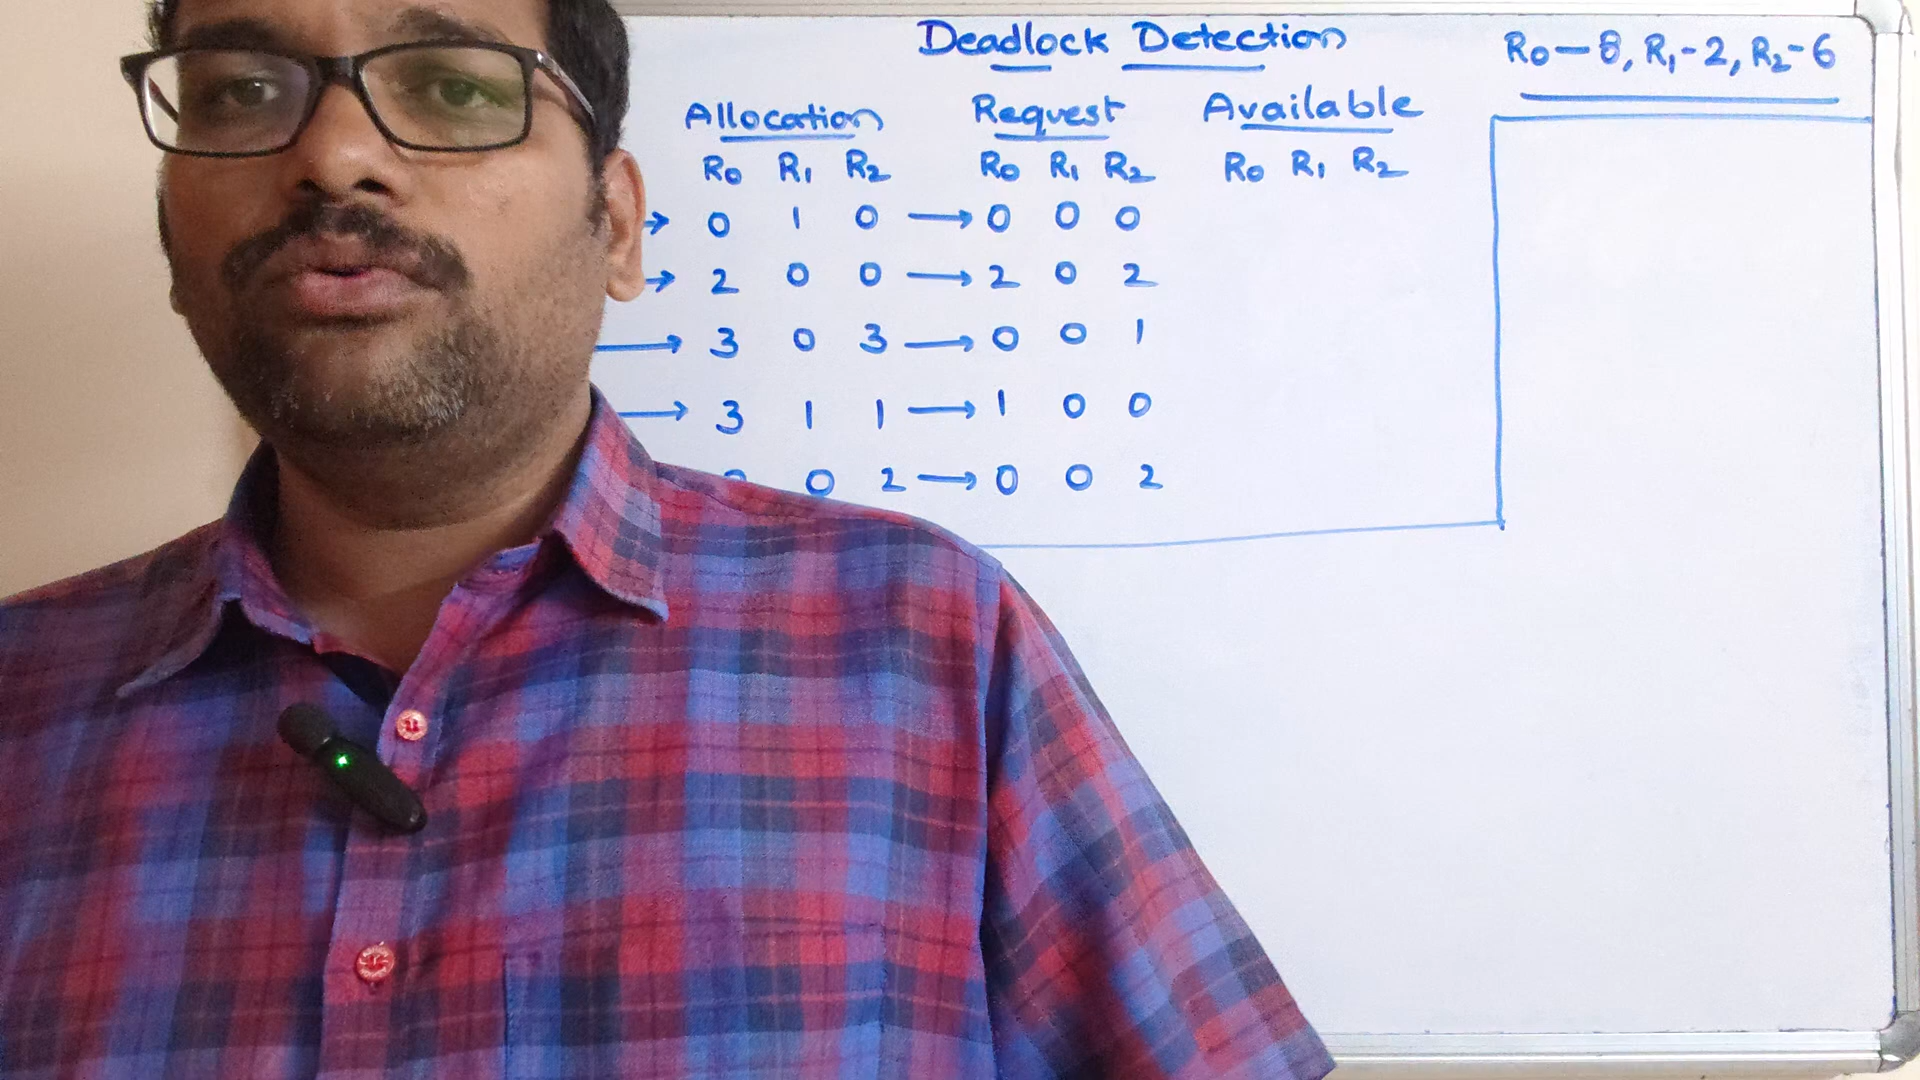 Deadlock Detection
R0-8, R1-2, R2-6
Allocation Request Available
R0 R1 R2 R0 R1 R2 R0 R1 R2
→ 0 1 0 → 0 0 0
→ 2 0 0 → 2 0 2
→ 3 0 3 → 0 0 1
→ 3 1 1 → 1 0 0
0 2 → 0 0 2